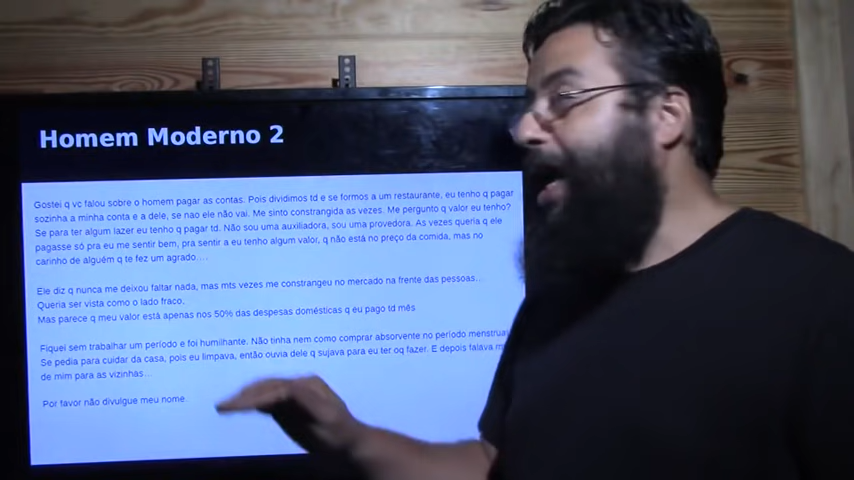 Homem Moderno 2
Gostei q vc falou sobre o homem pagar as contas. Pois dividimos td e se formos a um restaurante, eu tenho q pagar
sozinha a minha conta e a dele, se nao ele não vai. Me sinto constrangida as vezes. Me pergunto q valor eu tenho?
Se para ter algum lazer eu tenho q pagar td. Não sou uma auxiliadora, sou uma provedora. As vezes queria q ele
pagasse só pra eu me sentir bem, pra sentir a eu tenho algum valor, q não está no preço da comida, mas no
carinho de alguém q te fez um agrado....
Ele diz q nunca me deixou faltar nada, mas mts vezes me constrangeu no mercado na frente das pessoas...
Queria ser vista como o lado fraco.
Mas parece q meu valor está apenas nos 50% das despesas domésticas q eu pago td mês
Fiquei sem trabalhar um período e foi humilhante. Não tinha nem como comprar absorvente no período
Se pedia para cuidar da casa, pois eu limpava, então ouvia dele q sujava para eu ter oq fazer. E depois falava
de mim para as vizinhas...
Por favor não divulgue meu nome